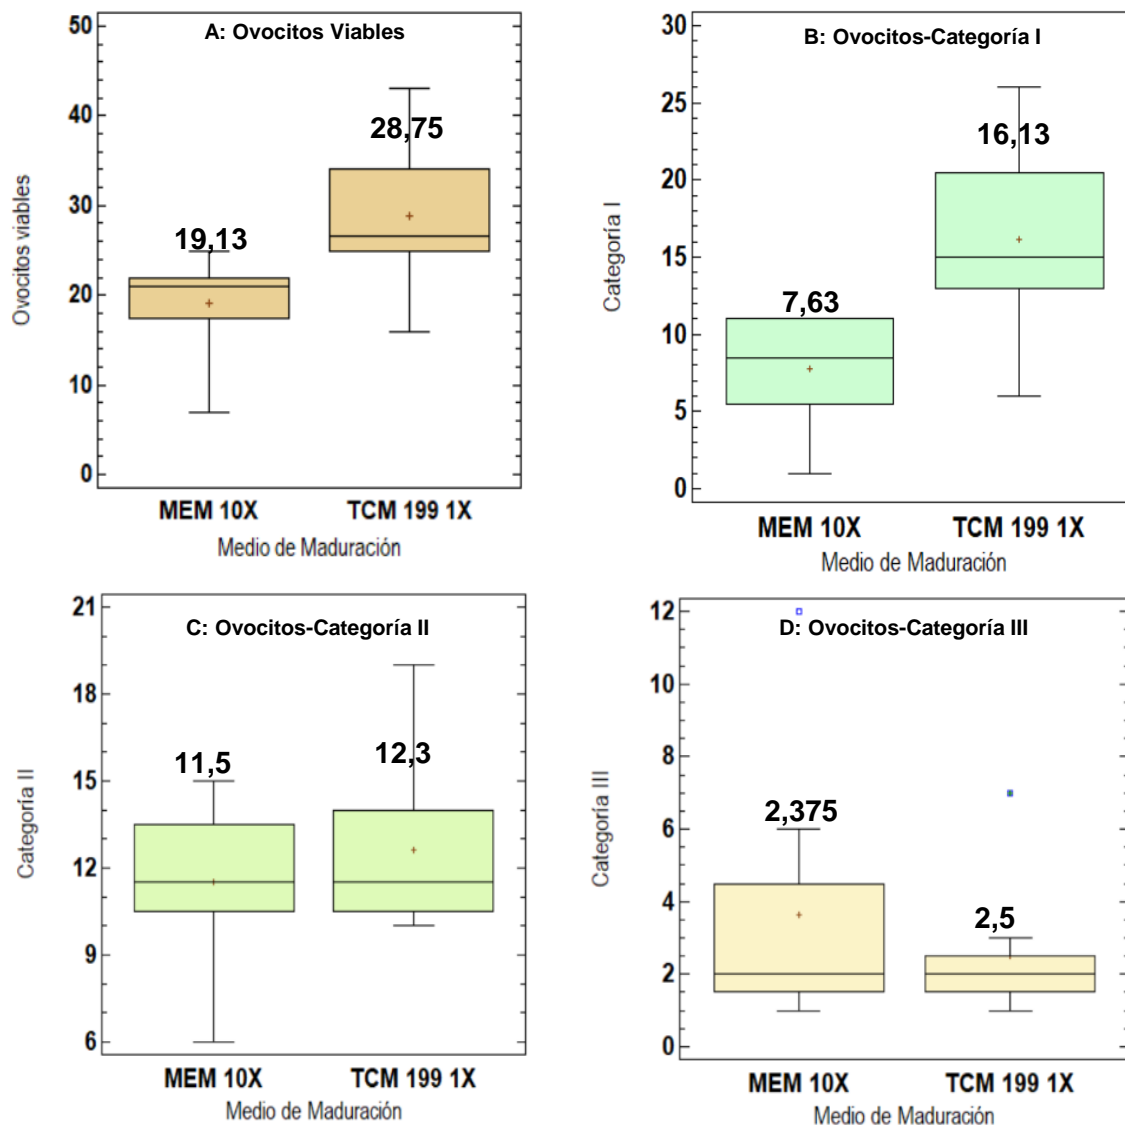 A: Ovocitos Viables
Ovocitos viables
50
40
30
20
10
0
19,13
28,75
MEM 10X
TCM 199 1X
Medio de Maduración
B: Ovocitos-Categoría I
Categoría I
30
25
20
15
10
5
0
7,63
16,13
MEM 10X
TCM 199 1X
Medio de Maduración
C: Ovocitos-Categoría II
Categoría II
21
18
15
12
9
6
11,5
12,3
MEM 10X
TCM 199 1X
Medio de Maduración
D: Ovocitos-Categoría III
Categoría III
12
10
8
6
4
2
0
2,375
2,5
MEM 10X
TCM 199 1X
Medio de Maduración